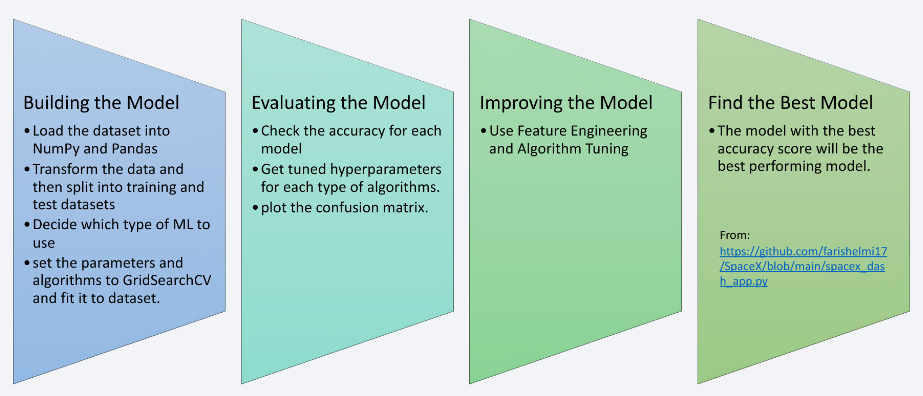 Building the Model
•Load the dataset into
NumPy and Pandas
•Transform the data and
then split into training and
test datasets
•Decide which type of ML to
use
•set the parameters and
algorithms to GridSearchCV
and fit it to dataset.
Evaluating the Model
•Check the accuracy for each
model
•Get tuned hyperparameters
for each type of algorithms.
•plot the confusion matrix.
Improving the Model
•Use Feature Engineering
and Algorithm Tuning
Find the Best Model
•The model with the best
accuracy score will be the
best performing model.
From:
https://github.com/farishelmi17
/SpaceX/blob/main/spacex_das
h_app.py